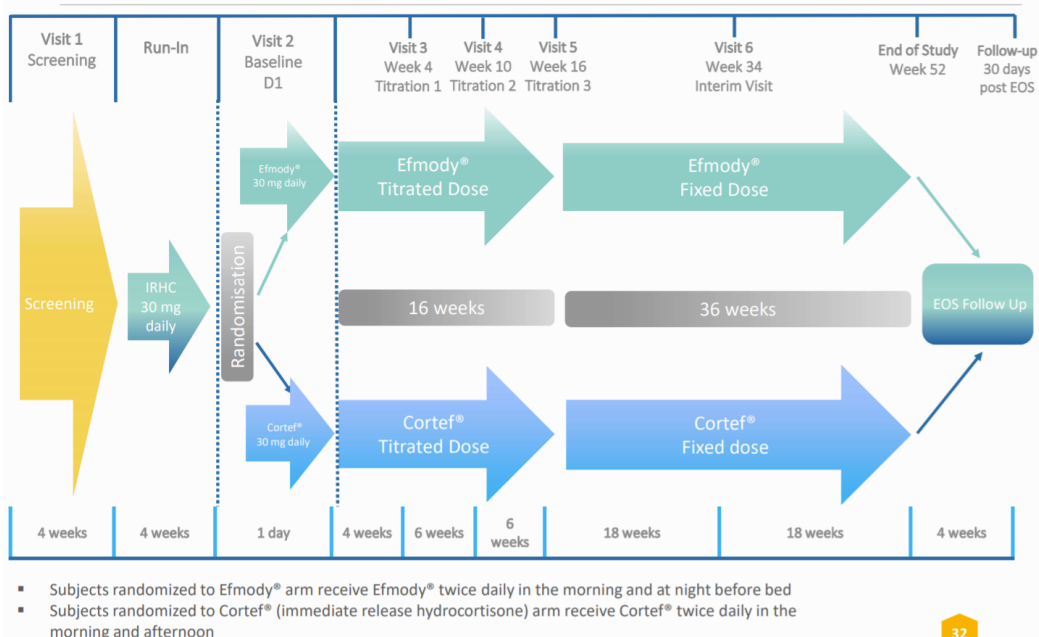 Visit 1
Screening
Run-In
Visit 2
Baseline
D1
Visit 3
Week 4
Titration 1
Visit 4
Week 10
Titration 2
Visit 5
Week 16
Titration 3
Visit 6
Week 34
Interim Visit
End of Study
Week 52
Follow-up
30 days
post EOS
Screening
IRHC
30 mg
daily
Randomisation
Efmody®
30 mg daily
Efmody®
Titrated Dose
Efmody®
Fixed Dose
16 weeks
36 weeks
EOS Follow Up
Cortef®
30 mg daily
Cortef®
Titrated Dose
Cortef®
Fixed dose
4 weeks
4 weeks
1 day
4 weeks
6 weeks
6
weeks
18 weeks
18 weeks
4 weeks
▪ Subjects randomized to Efmody® arm receive Efmody® twice daily in the morning and at night before bed
▪ Subjects randomized to Cortef® (immediate release hydrocortisone) arm receive Cortef® twice daily in the
morning and afternoon
32